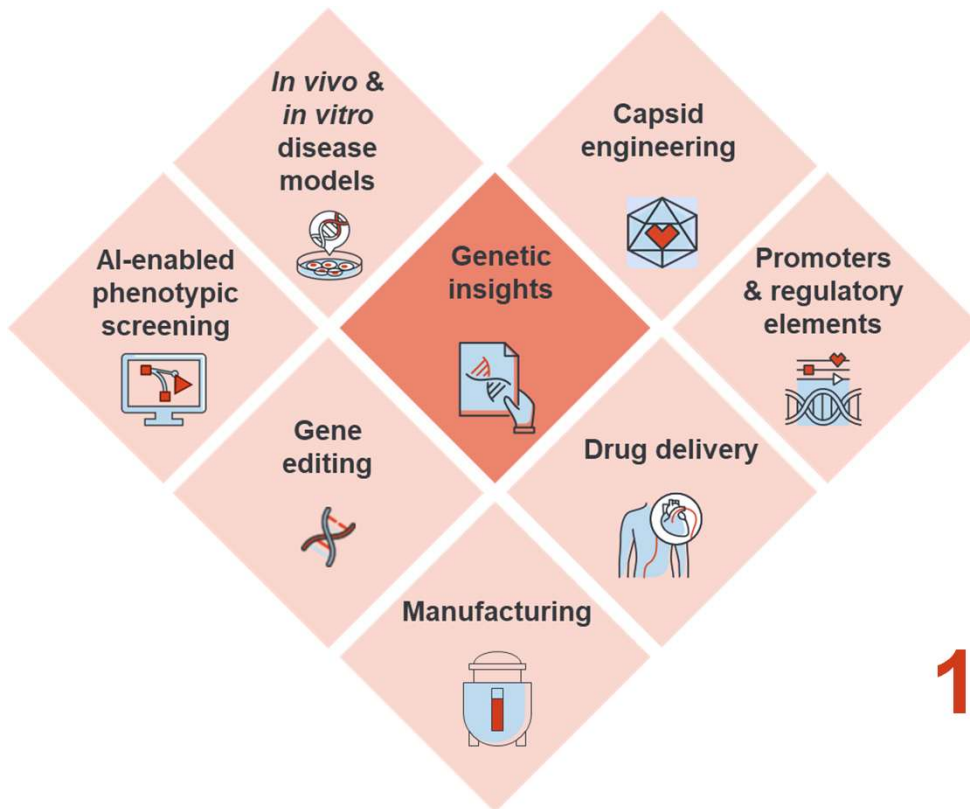 In vivo &
in vitro
disease
models
Capsid
engineering
AI-enabled
phenotypic
screening
Genetic
insights
Promoters
& regulatory
elements
Gene
editing
Drug delivery
Manufacturing
1